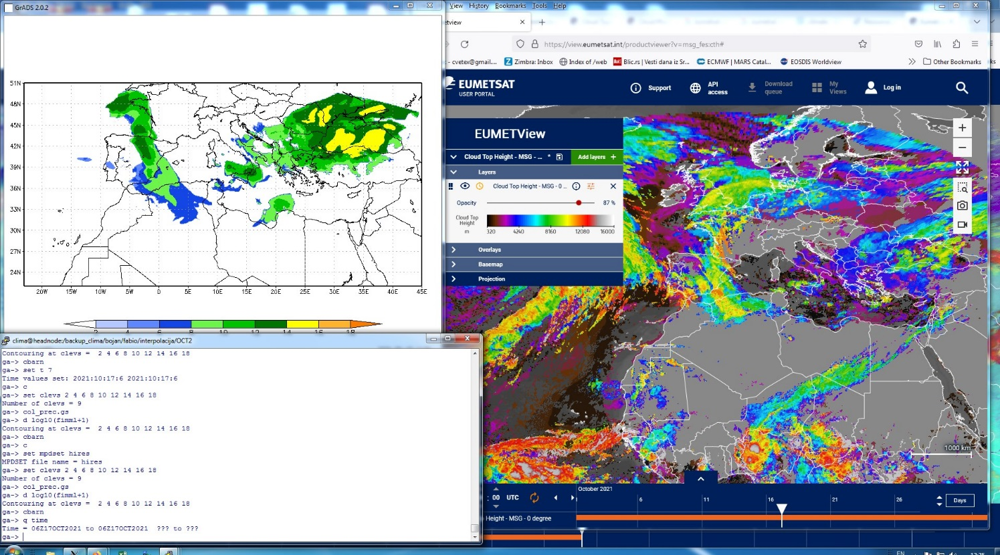 GrADS 2.0.2
51N
48N
45N
42N
39N
36N
33N
30N
27N
24N
20W 15W 10W 5W 0 5E 10E 15E 20E 25E 30E 35E 40E 45E
2 4 6 8 10 12 14 16 18
View History Bookmarks Tools Help
tview
https://view.eumetsat.int/productviewer?v=msg_fes:cth#
- cvetex@gmail.... Zimbra: Inbox Index of /web Blic.rs | Vesti dana iz Sr... ECMWF | MARS Catal... EOSDIS Worldview Other Bookmarks
EUMETSAT
USER PORTAL
Support
API access
Download queue
My Views
Log in
EUMETView
Cloud Top Height - MSG - ... *
Add layers +
Layers
Cloud Top Height - MSG - 0 ...
Opacity 87 %
Cloud Top Height
m
320 4240 8160 12080 16000
Overlays
Basemap
Projection
1000 km
: 00 UTC
October 2021
6 11 16 21 26
Days
Height - MSG - 0 degree
clima@headnode:/backup_clima/bojan/fabio/interpolacija/OCT2
Contouring at clevs = 2 4 6 8 10 12 14 16 18
ga-> cbarn
ga-> set t 7
Time values set: 2021:10:17:6 2021:10:17:6
ga-> c
ga-> set clevs 2 4 6 8 10 12 14 16 18
Number of clevs = 9
ga-> col_prec.gs
ga-> d log10(fimml+1)
Contouring at clevs = 2 4 6 8 10 12 14 16 18
ga-> cbarn
ga-> c
ga-> set mpdset hires
MPDSET file name = hires
ga-> set clevs 2 4 6 8 10 12 14 16 18
Number of clevs = 9
ga-> col_prec.gs
ga-> d log10(fimml+1)
Contouring at clevs = 2 4 6 8 10 12 14 16 18
ga-> cbarn
ga-> q time
Time = 06Z17OCT2021 to 06Z17OCT2021 ??? to ???
ga->
EN